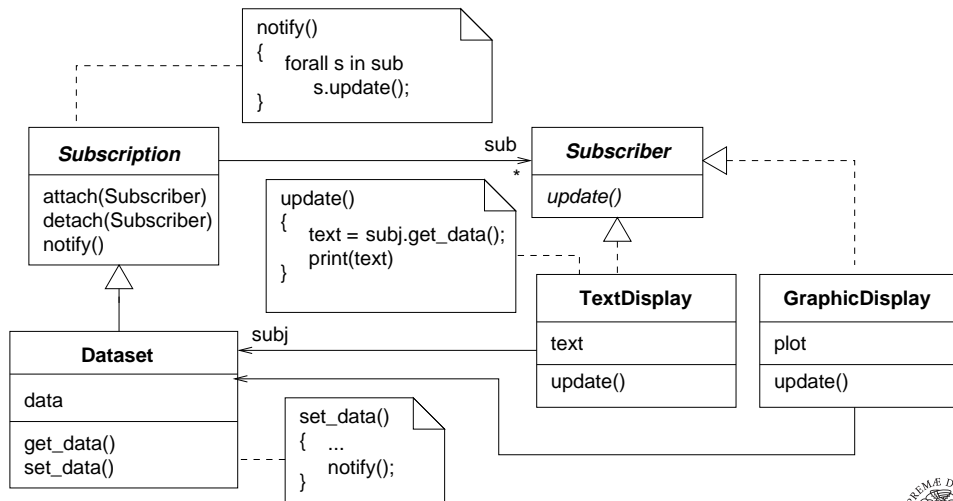 notify()
{
forall s in sub
s.update();
}
Subscription
attach(Subscriber)
detach(Subscriber)
notify()
sub
*
Subscriber
update()
update()
{
text = subj.get_data();
print(text)
}
TextDisplay
text
update()
GraphicDisplay
plot
update()
subj
Dataset
data
get_data()
set_data()
set_data()
{ ...
notify();
}